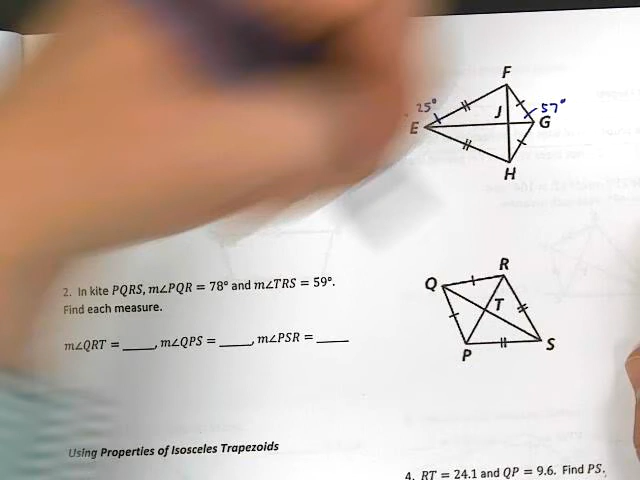 F
25°
57°
J
E
G
H
2. In kite PQRS, m∠PQR = 78° and m∠TRS = 59°.
Find each measure.
m∠QRT = ____, m∠QPS = ____, m∠PSR = ____
R
Q
T
S
P
Using Properties of Isosceles Trapezoids
4. RT = 24.1 and QP = 9.6. Find PS.